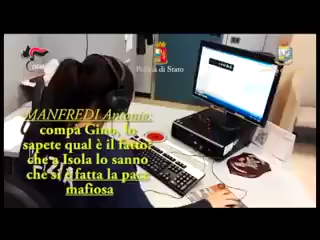 Polizia di Stato
MANFREDI Antonio:
compa Gino, lo
sapete qual è il fatto?
che a Isola lo sanno
che si è fatta la pace
mafiosa